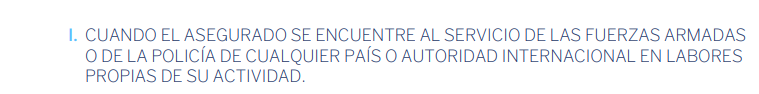 I. CUANDO EL ASEGURADO SE ENCUENTRE AL SERVICIO DE LAS FUERZAS ARMADAS
O DE LA POLICÍA DE CUALQUIER PAÍS O AUTORIDAD INTERNACIONAL EN LABORES
PROPIAS DE SU ACTIVIDAD.